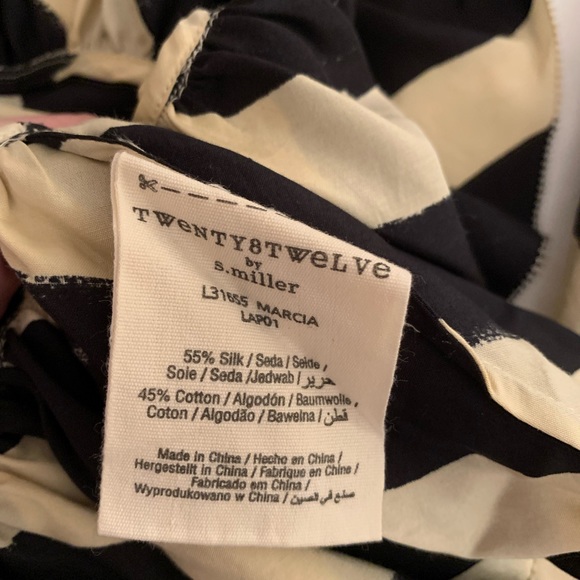 TWENTY8TWELVE
by
s.miller
L31665 MARCIA
LAP01
55% Silk / Seda / Seide /
Soie / Seda /Jedwab / حرير
45% Cotton / Algodón / Baumwolle,
Coton / Algodão / Bawelna / قطن
Made in China / Hecho en China /
Hergestellt in China / Fabrique en Chine /
Fabricado em China /
Wyprodukowano w China / صنع في الصين